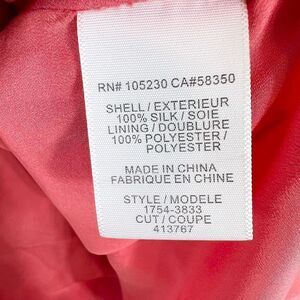 RN# 105230 CA#58350
SHELL / EXTERIEUR
100% SILK / SOIE
LINING / DOUBLURE
100% POLYESTER /
POLYESTER
MADE IN CHINA
FABRIQUE EN CHINE
STYLE / MODELE
1754-3833
CUT / COUPE
413767